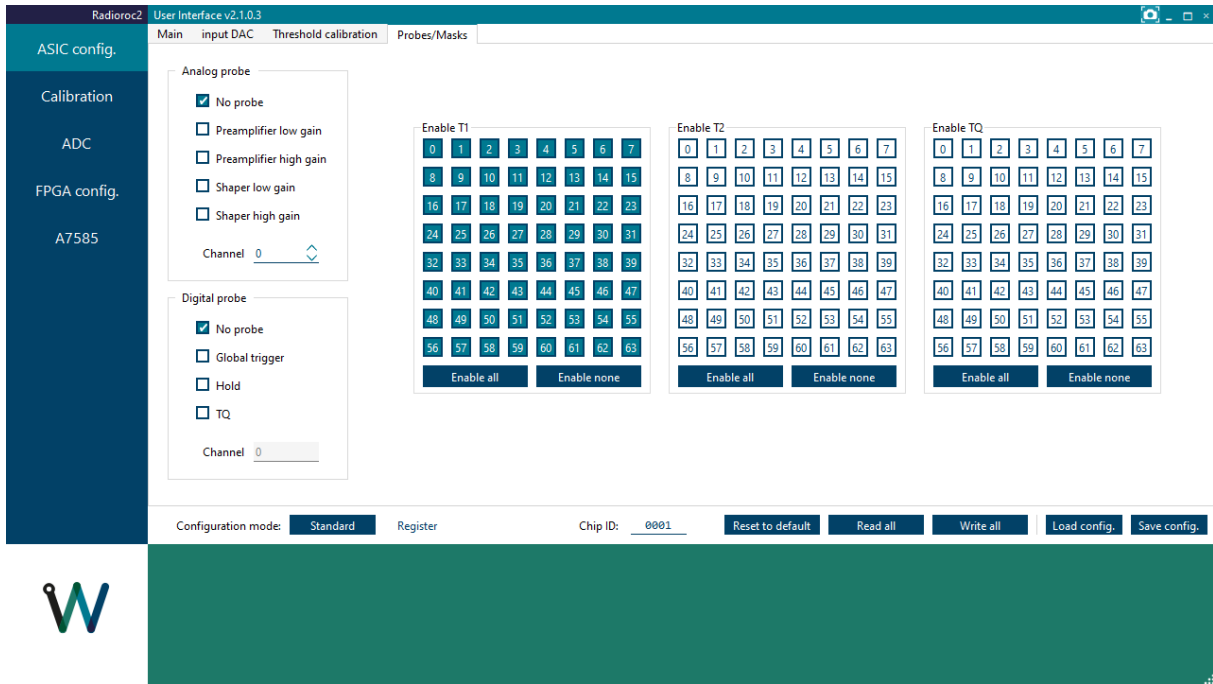 Radioroc2 User Interface v2.1.0.3
Main input DAC Threshold calibration Probes/Masks
ASIC config.
Calibration
ADC
FPGA config.
A7585
Analog probe
No probe
Preamplifier low gain
Preamplifier high gain
Shaper low gain
Shaper high gain
Channel 0
Digital probe
No probe
Global trigger
Hold
TQ
Channel 0
Enable T1
0 1 2 3 4 5 6 7
8 9 10 11 12 13 14 15
16 17 18 19 20 21 22 23
24 25 26 27 28 29 30 31
32 33 34 35 36 37 38 39
40 41 42 43 44 45 46 47
48 49 50 51 52 53 54 55
56 57 58 59 60 61 62 63
Enable all Enable none
Enable T2
0 1 2 3 4 5 6 7
8 9 10 11 12 13 14 15
16 17 18 19 20 21 22 23
24 25 26 27 28 29 30 31
32 33 34 35 36 37 38 39
40 41 42 43 44 45 46 47
48 49 50 51 52 53 54 55
56 57 58 59 60 61 62 63
Enable all Enable none
Enable TQ
0 1 2 3 4 5 6 7
8 9 10 11 12 13 14 15
16 17 18 19 20 21 22 23
24 25 26 27 28 29 30 31
32 33 34 35 36 37 38 39
40 41 42 43 44 45 46 47
48 49 50 51 52 53 54 55
56 57 58 59 60 61 62 63
Enable all Enable none
Configuration mode: Standard Register Chip ID: 0001 Reset to default Read all Write all Load config. Save config.